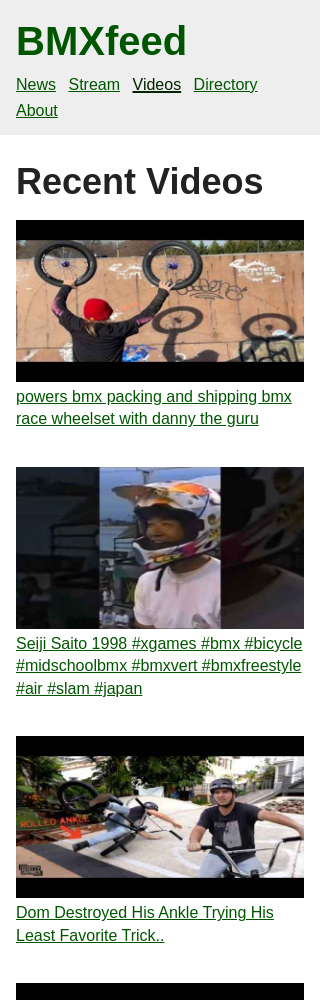 BMXfeed
News Stream Videos Directory
About
Recent Videos
powers bmx packing and shipping bmx
race wheelset with danny the guru
Seiji Saito 1998 #xgames #bmx #bicycle
#midschoolbmx #bmxvert #bmxfreestyle
#air #slam #japan
ROLLED ANKLE
Dom Destroyed His Ankle Trying His
Least Favorite Trick..